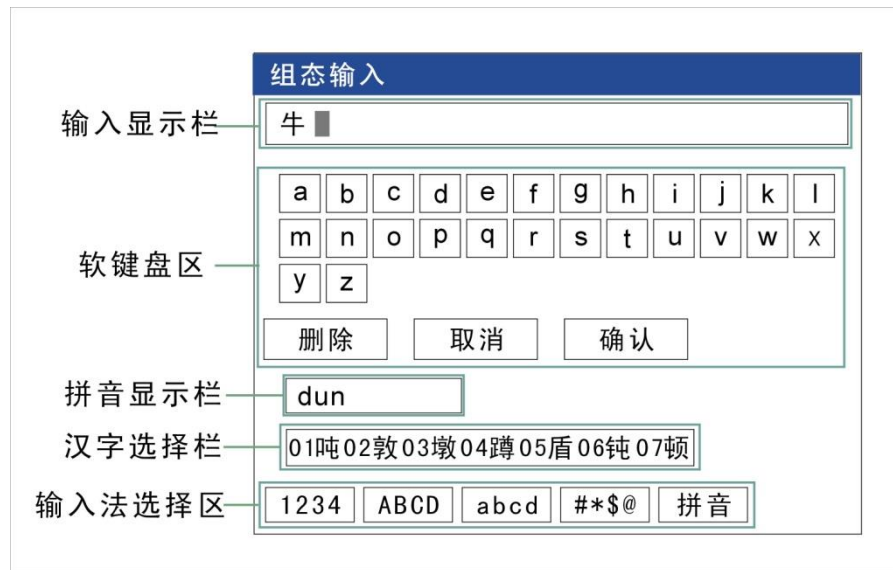 组态输入
输入显示栏 牛
a b c d e f g h i j k l
m n o p q r s t u v w x
软键盘区
y z
删除 取消 确认
拼音显示栏 dun
汉字选择栏 01吨02敦03墩04蹲05盾06钝07顿
输入法选择区 1234 ABCD abcd #*$@ 拼音